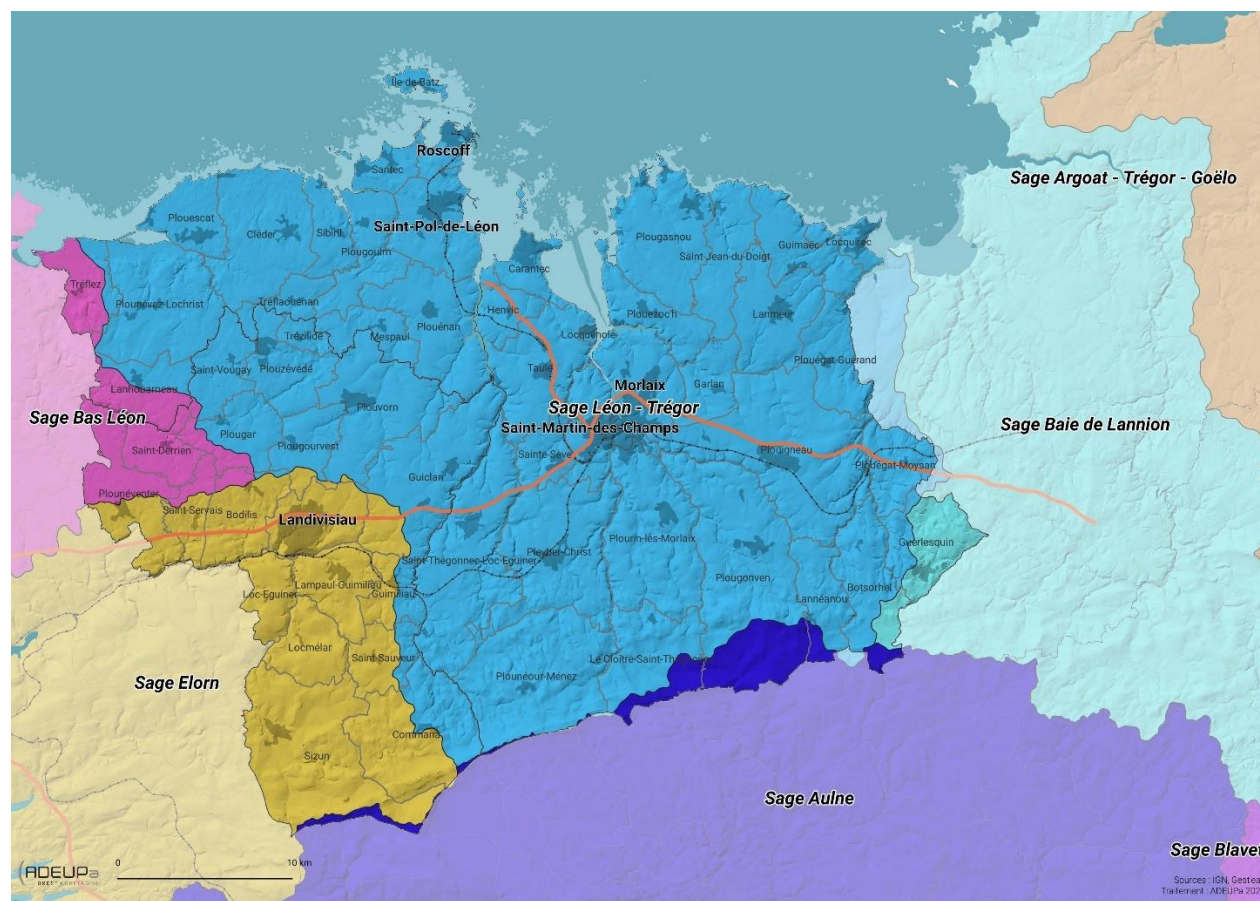 Île de Batz
Roscoff
Santec
Sage Argoat - Trégor - Goëlo
Plouescat
Cléder
Sibiril
Saint-Pol-de-Léon
Plougoulm
Plougasnou
Guimaëc
Locquirec
Saint-Jean-du-Doigt
Carantec
Tréflez
Plounévez-Lochrist
Tréflaouénan
Henvic
Plouezoc'h
Lanmeur
Plouénan
Mespaul
Trézilidé
Locquénolé
Saint-Vougay
Plouzévédé
Taulé
Plouégat-Guérand
Lanhouarneau
Morlaix
Garlan
Sage Bas Léon
Plouvorn
Sage Léon - Trégor
Saint-Martin-des-Champs
Sage Baie de Lannion
Plougar
Plougourvest
Saint-Derrien
Sainte-Sève
Plouigneau
Plouégat-Moysan
Guiclan
Plounéventer
Saint-Servais
Bodilis
Landivisiau
Plourin-lès-Morlaix
Guerlesquin
Saint-Thégonnec-Loc-Eguiner
Pleyber-Christ
Lampaul-Guimiliau
Loc-Eguiner
Guimiliau
Plougonven
Botsorhel
Lannéanou
Locmélar
Saint-Sauveur
Le Cloître-Saint-Thégonnec
Plounéour-Ménez
Sage Elorn
Commana
Sizun
Sage Aulne
Sage Blavet
0
10 km
ADEUPa
BREST BRETAGNE
Sources : IGN, Gestea
Traitement : ADEUPa 202